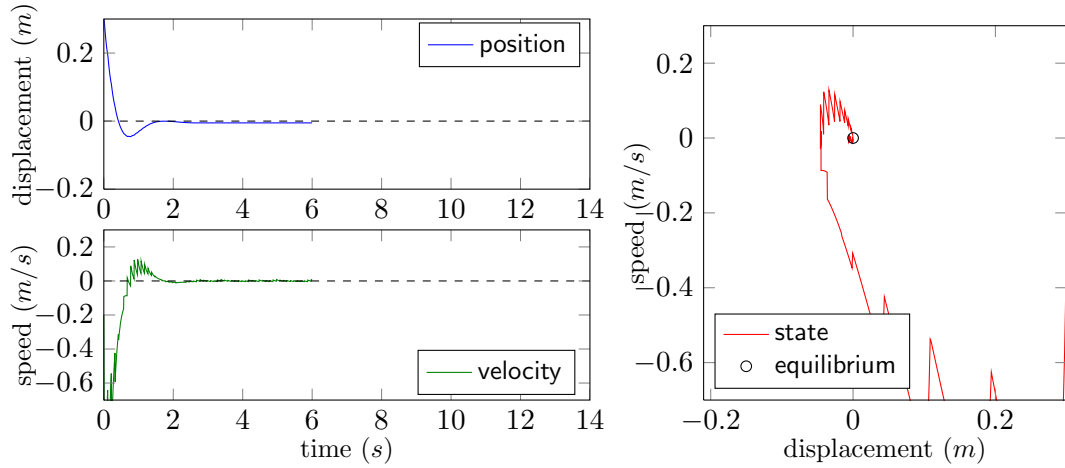 displacement (m)
0.2
0
−0.2
position
0 2 4 6 8 10 12 14
speed (m/s)
0.2
0
−0.2
−0.4
−0.6
velocity
0 2 4 6 8 10 12 14
time (s)
speed (m/s)
0.2
0
−0.2
−0.4
−0.6
state
equilibrium
−0.2 0 0.2
displacement (m)